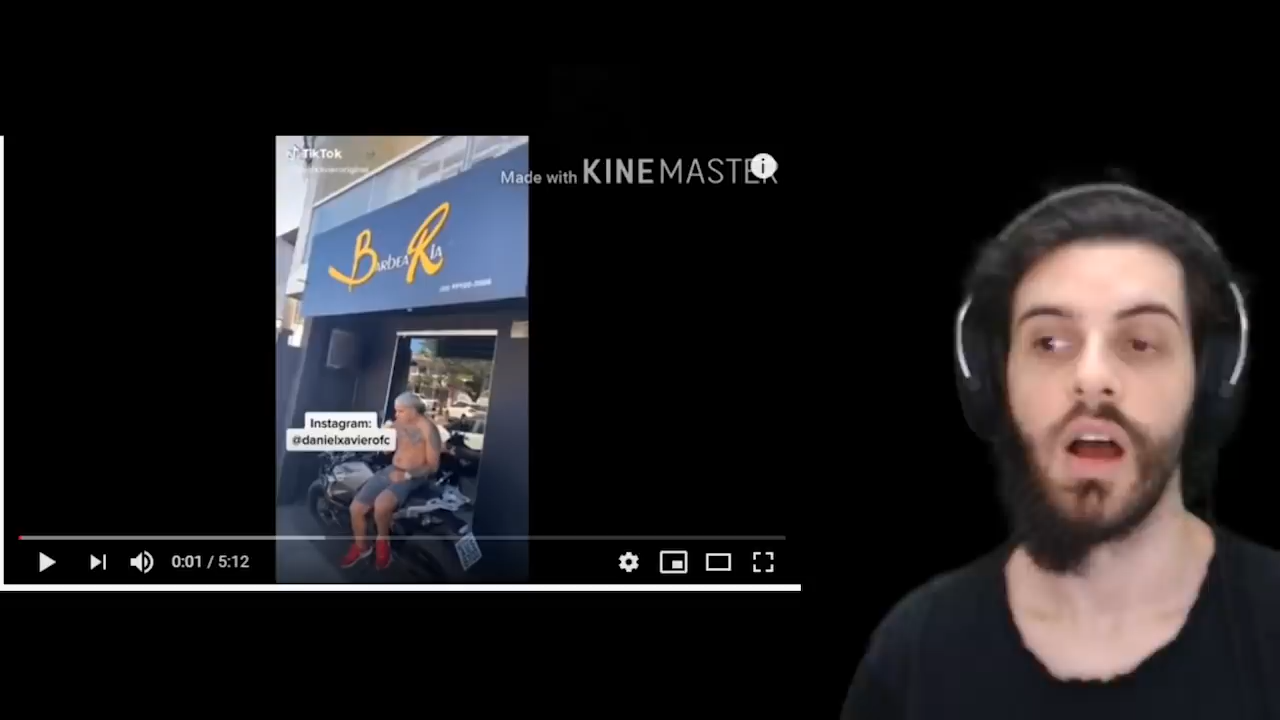 TikTok
Made with KINEMASTER
BarbeaRia
Instagram:
@danielxavierofc
0:01 / 5:12